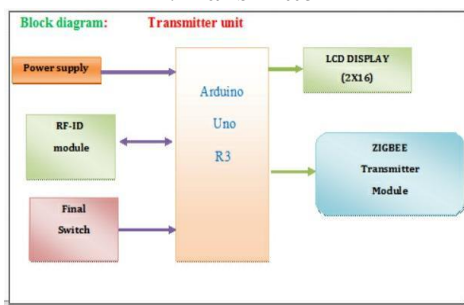 Block diagram: Transmitter unit
Power supply
RF-ID
module
Final
Switch
Arduino
Uno
R3
LCD DISPLAY
(2X16)
ZIGBEE
Transmitter
Module